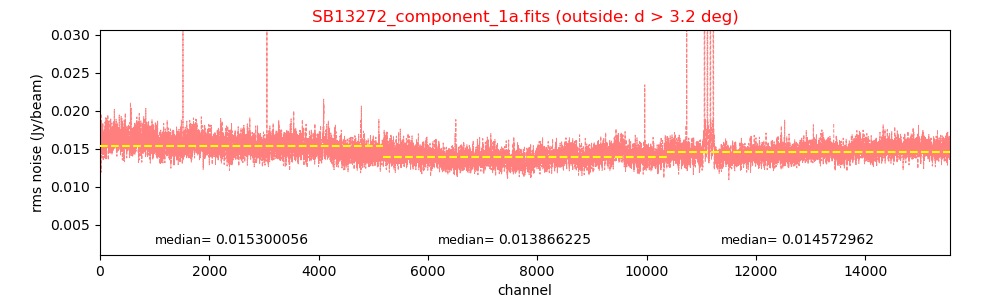 SB13272_component_1a.fits (outside: d > 3.2 deg)
rms noise (Jy/beam)
0.030
0.025
0.020
0.015
0.010
0.005
median= 0.015300056 median= 0.013866225 median= 0.014572962
0 2000 4000 6000 8000 10000 12000 14000
channel